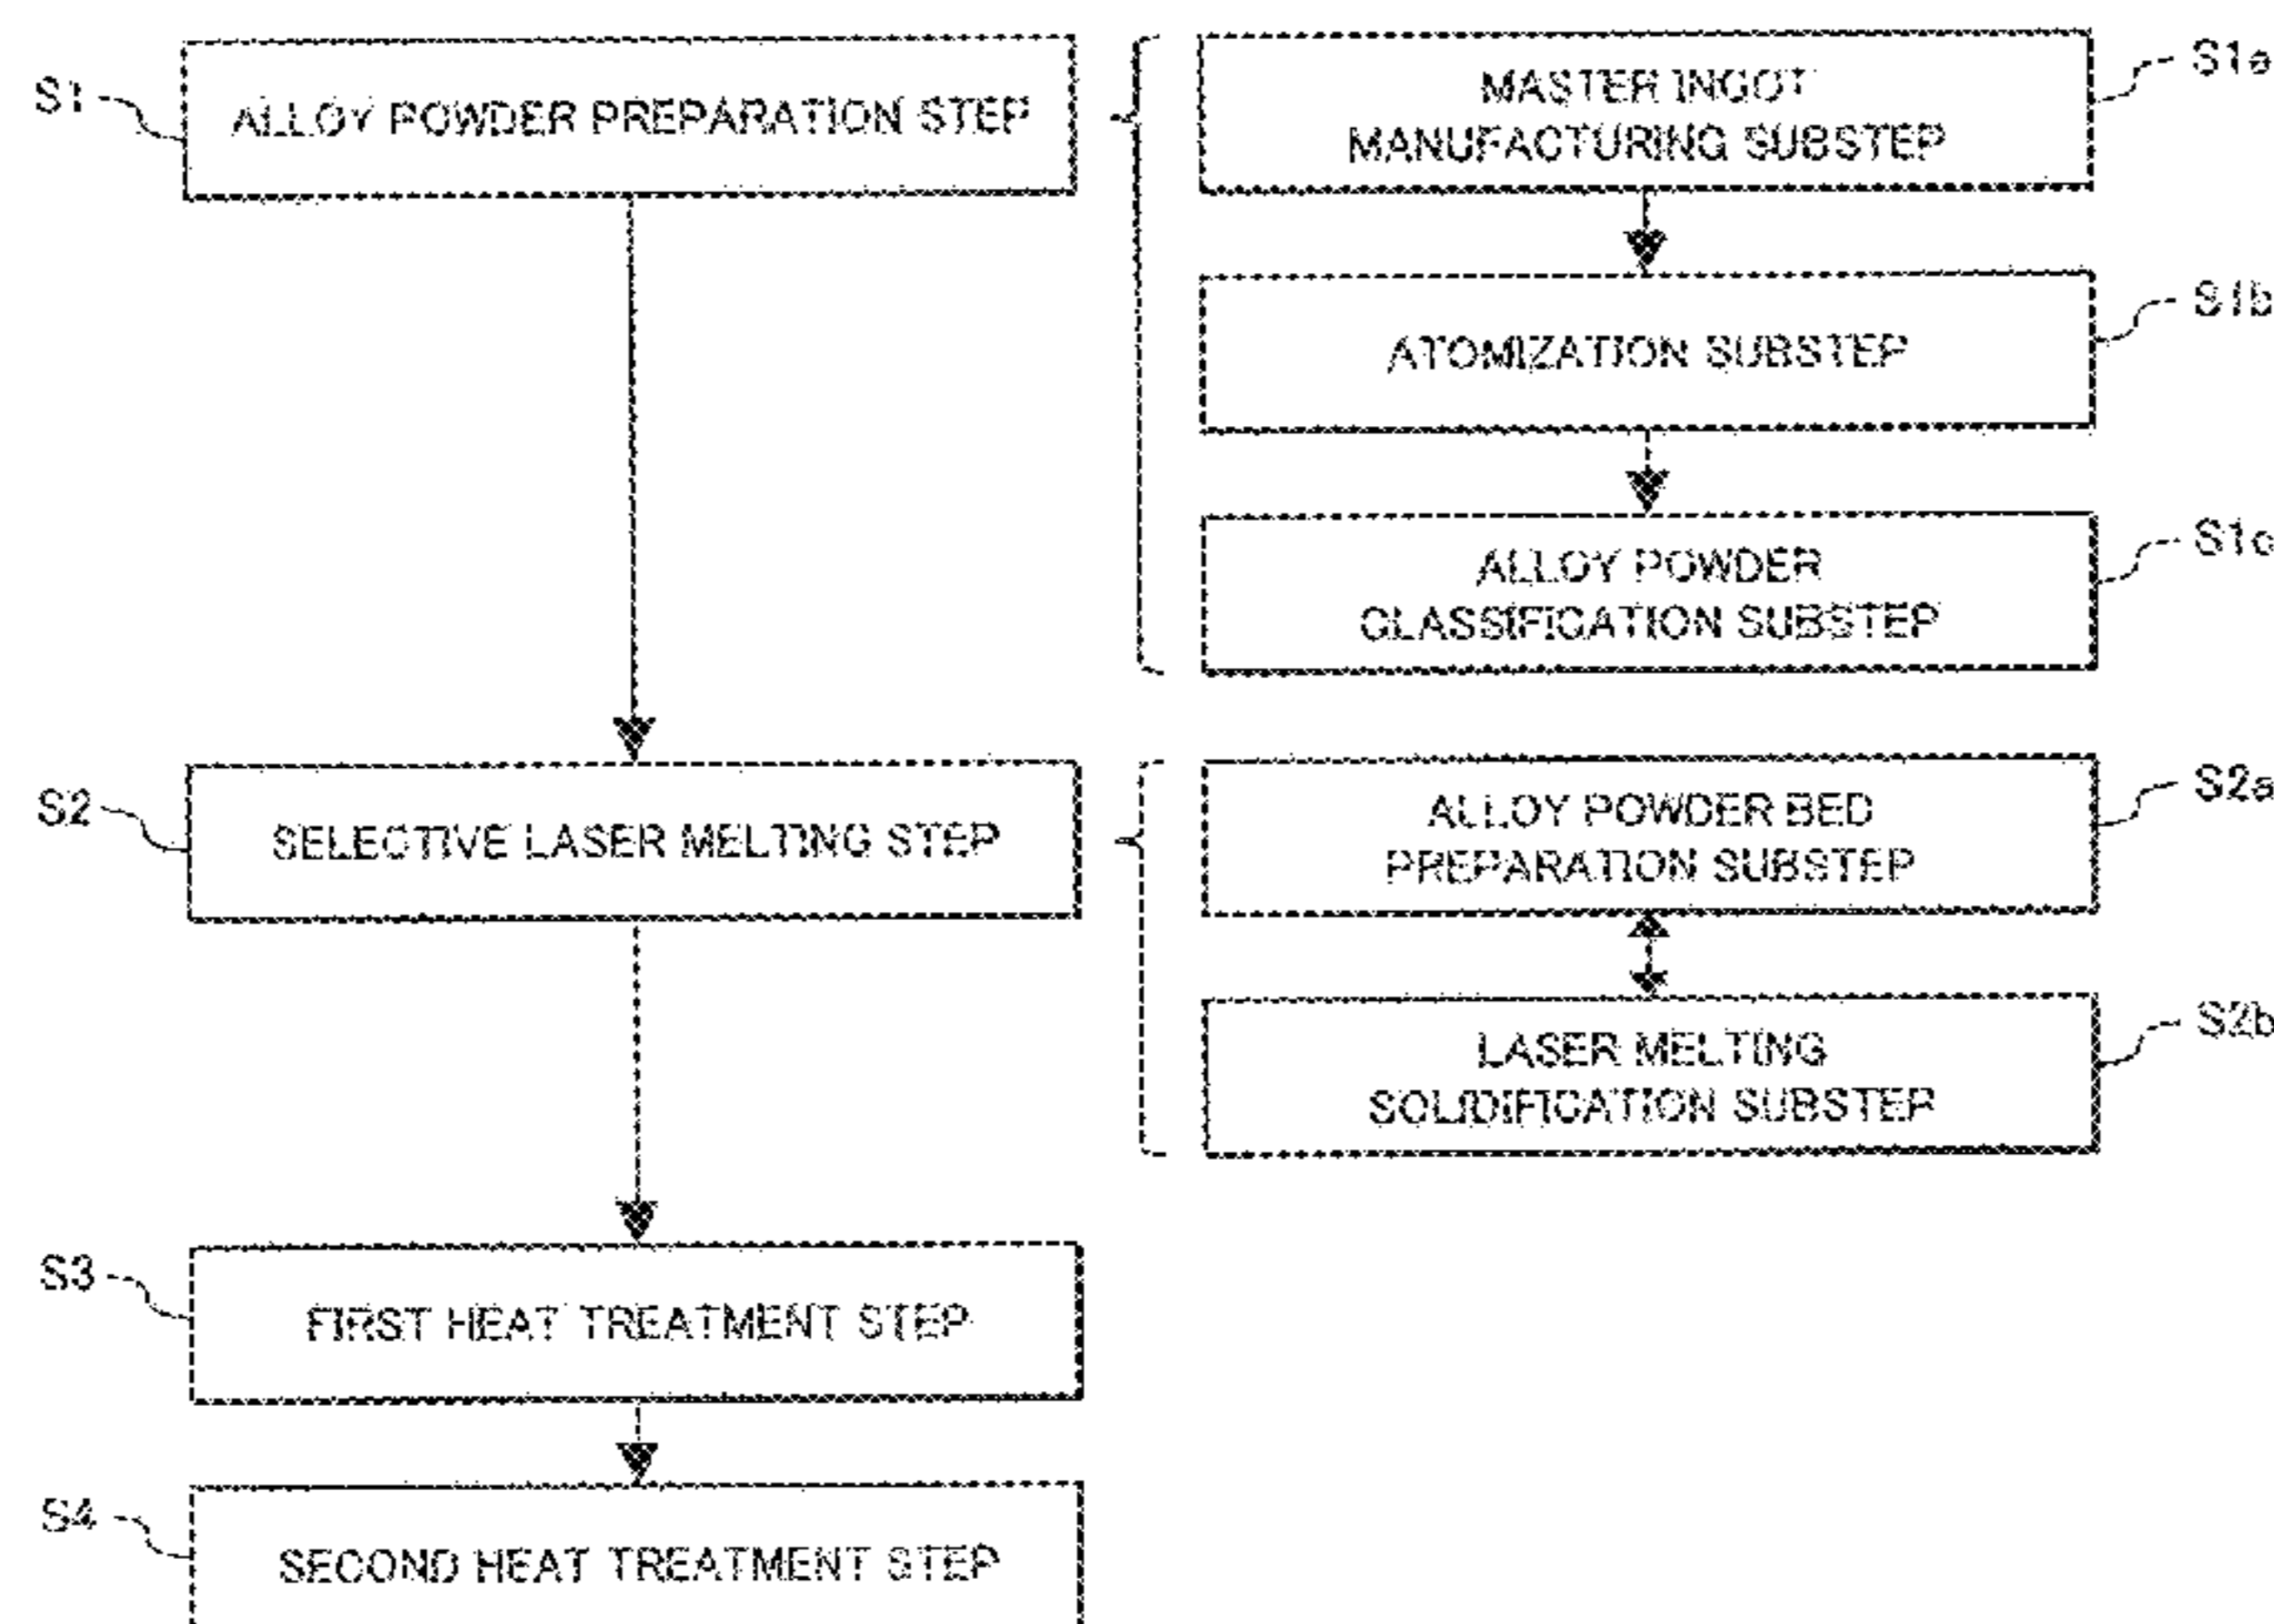 S1
ALLOY POWDER PREPARATION STEP
S1a
MASTER INGOT
MANUFACTURING SUBSTEP
S1b
ATOMIZATION SUBSTEP
S1c
ALLOY POWDER
CLASSIFICATION SUBSTEP
S2
SELECTIVE LASER MELTING STEP
S2a
ALLOY POWDER BED
PREPARATION SUBSTEP
S2b
LASER MELTING
SOLIDIFICATION SUBSTEP
S3
FIRST HEAT TREATMENT STEP
S4
SECOND HEAT TREATMENT STEP